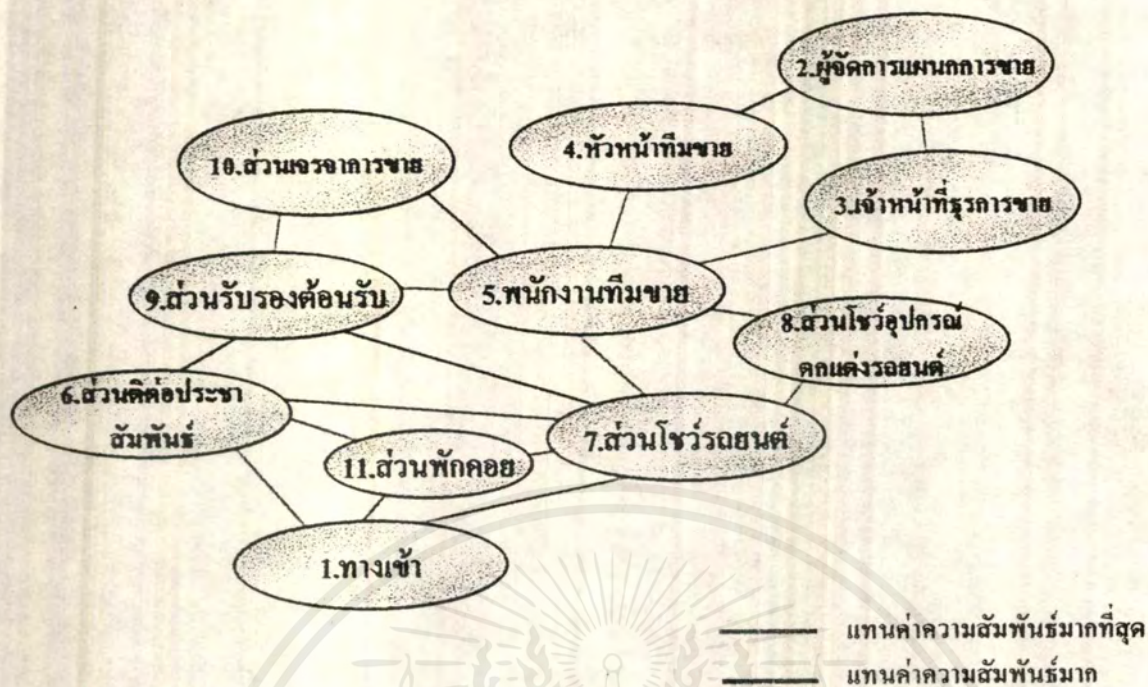 2.ผู้จัดการแผนกการขาย
4.หัวหน้าทีมขาย
10.ส่วนเจรจาการขาย
3.เจ้าหน้าที่ธุรการขาย
9.ส่วนรับรองต้อนรับ
5.พนักงานทีมขาย
8.ส่วนโชว์อุปกรณ์
ตกแต่งรถยนต์
6.ส่วนติต่อประชา
สัมพันธ์
7.ส่วนโชว์รถยนต์
11.ส่วนพักคอย
1.ทางเข้า
แทนค่าความสัมพันธ์มากที่สุด
แทนค่าความสัมพันธ์มาก